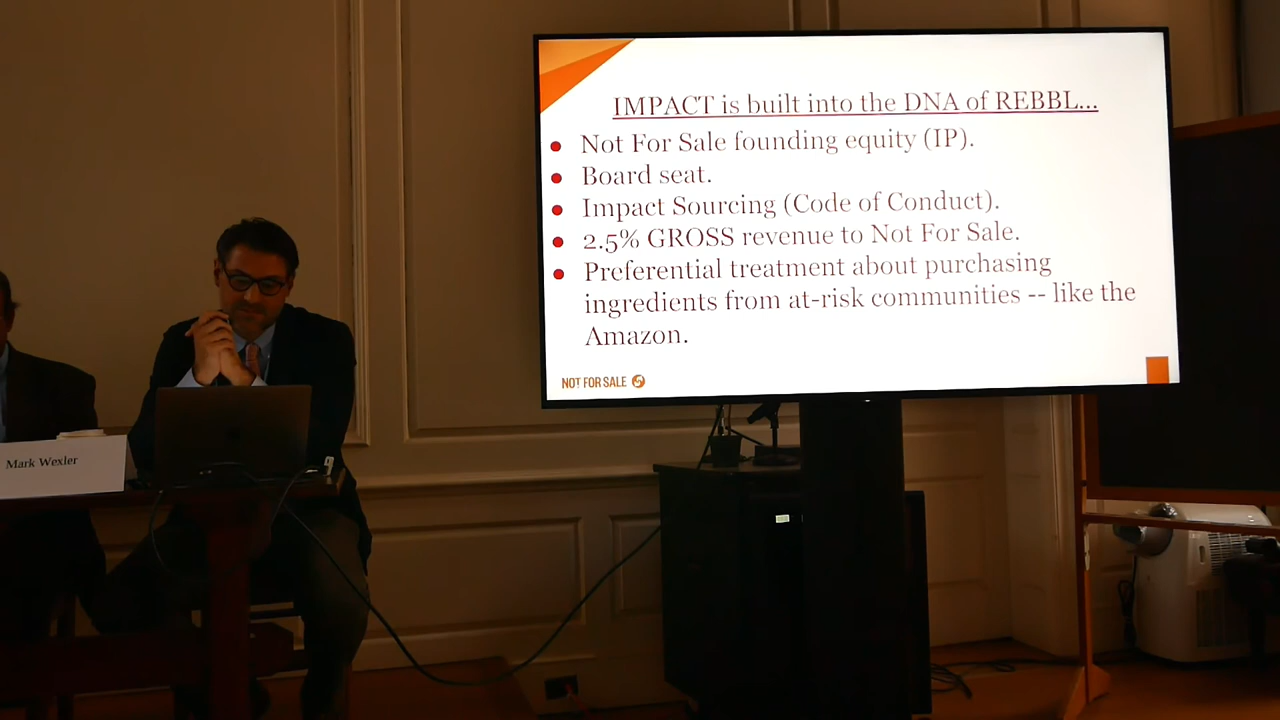 IMPACT is built into the DNA of REBBL...
● Not For Sale founding equity (IP).
● Board seat.
● Impact Sourcing (Code of Conduct).
● 2.5% GROSS revenue to Not For Sale.
● Preferential treatment about purchasing
ingredients from at-risk communities -- like the
Amazon.
NOT FOR SALE
Mark Wexler